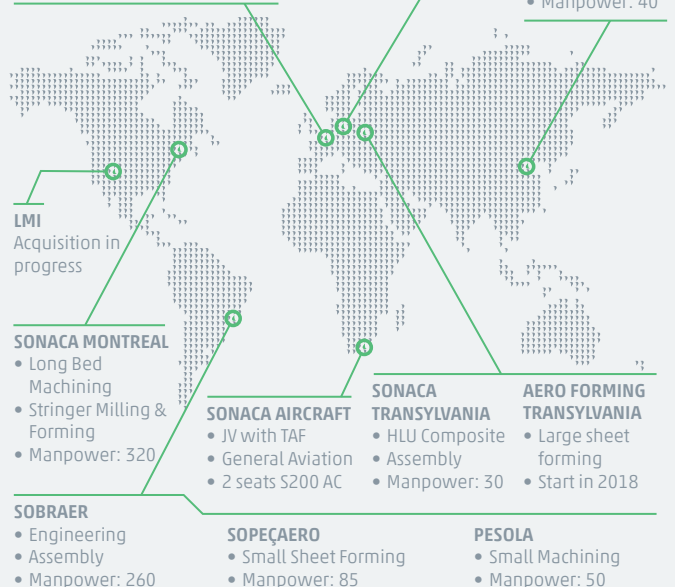 • Manpower: 40
LMI
Acquisition in
progress
SONACA MONTREAL
• Long Bed
Machining
• Stringer Milling &
Forming
• Manpower: 320
SONACA AIRCRAFT
• JV with TAF
• General Aviation
• 2 seats S200 AC
SONACA
TRANSYLVANIA
• HLU Composite
• Assembly
• Manpower: 30
AERO FORMING
TRANSYLVANIA
• Large sheet
forming
• Start in 2018
SOBRAER
• Engineering
• Assembly
• Manpower: 260
SOPEÇAERO
• Small Sheet Forming
• Manpower: 85
PESOLA
• Small Machining
• Manpower: 50